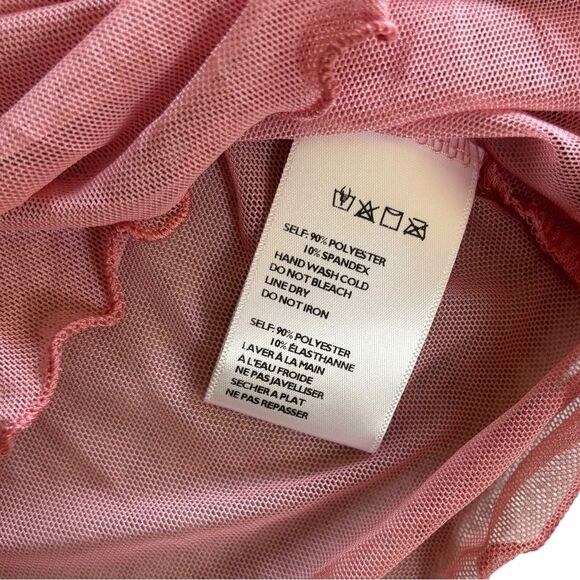 SELF: 90% POLYESTER
10% SPANDEX
HAND WASH COLD
DO NOT BLEACH
LINE DRY
DO NOT IRON
SELF: 90% POLYESTER
10% ÉLASTHANNE
LAVER À LA MAIN
A L'EAU FROIDE
NE PAS JAVELLISER
SECHER A PLAT
NE PAS REPASSER